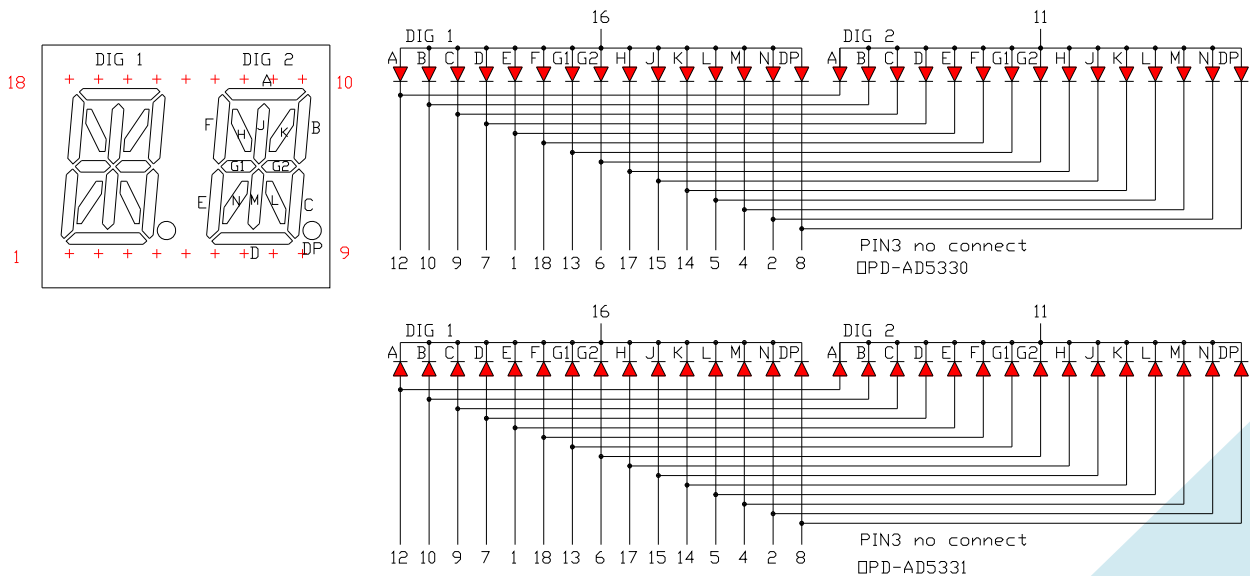 DIG 1 DIG 2
18 10
A
F B
H J K
G1 G2
E C
N M L
D DP
1 9
16 11
DIG 1 DIG 2
A B C D E F G1 G2 H J K L M N DP A B C D E F G1 G2 H J K L M N DP
12 10 9 7 1 18 13 6 17 15 14 5 4 2 8
PIN3 no connect
OPD-AD5330
16 11
DIG 1 DIG 2
A B C D E F G1 G2 H J K L M N DP A B C D E F G1 G2 H J K L M N DP
12 10 9 7 1 18 13 6 17 15 14 5 4 2 8
PIN3 no connect
OPD-AD5331